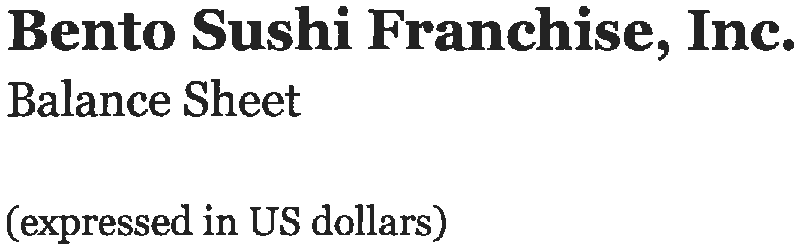 Bento Sushi Franchise, Inc.
Balance Sheet
(expressed in US dollars)